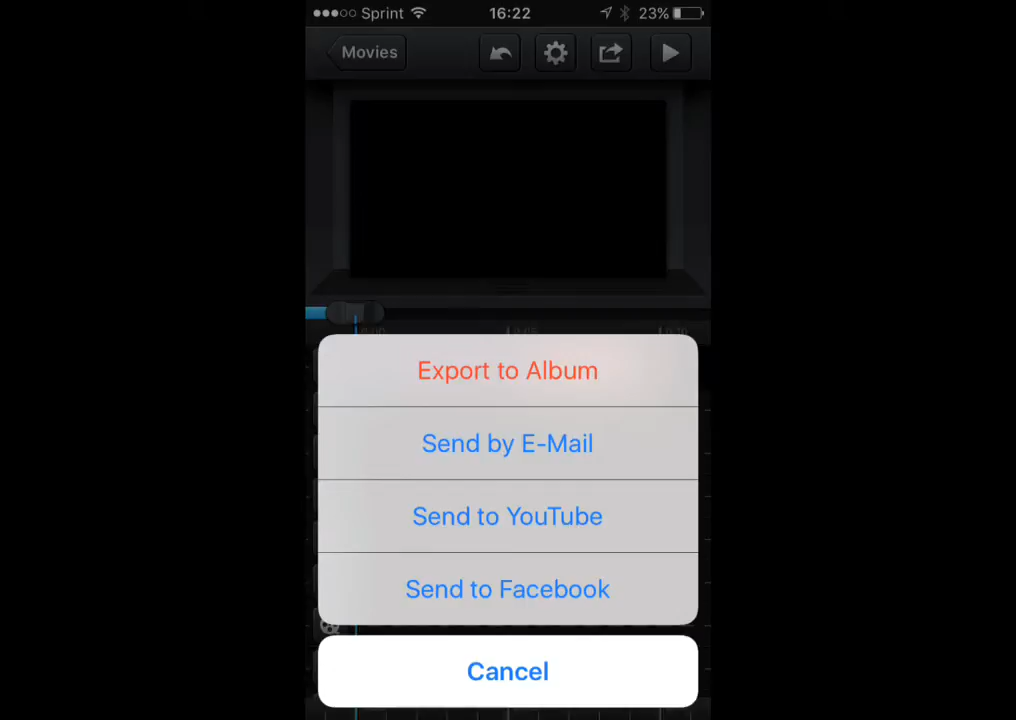 Sprint 16:22 23%
Movies
Export to Album
Send by E-Mail
Send to YouTube
Send to Facebook
Cancel